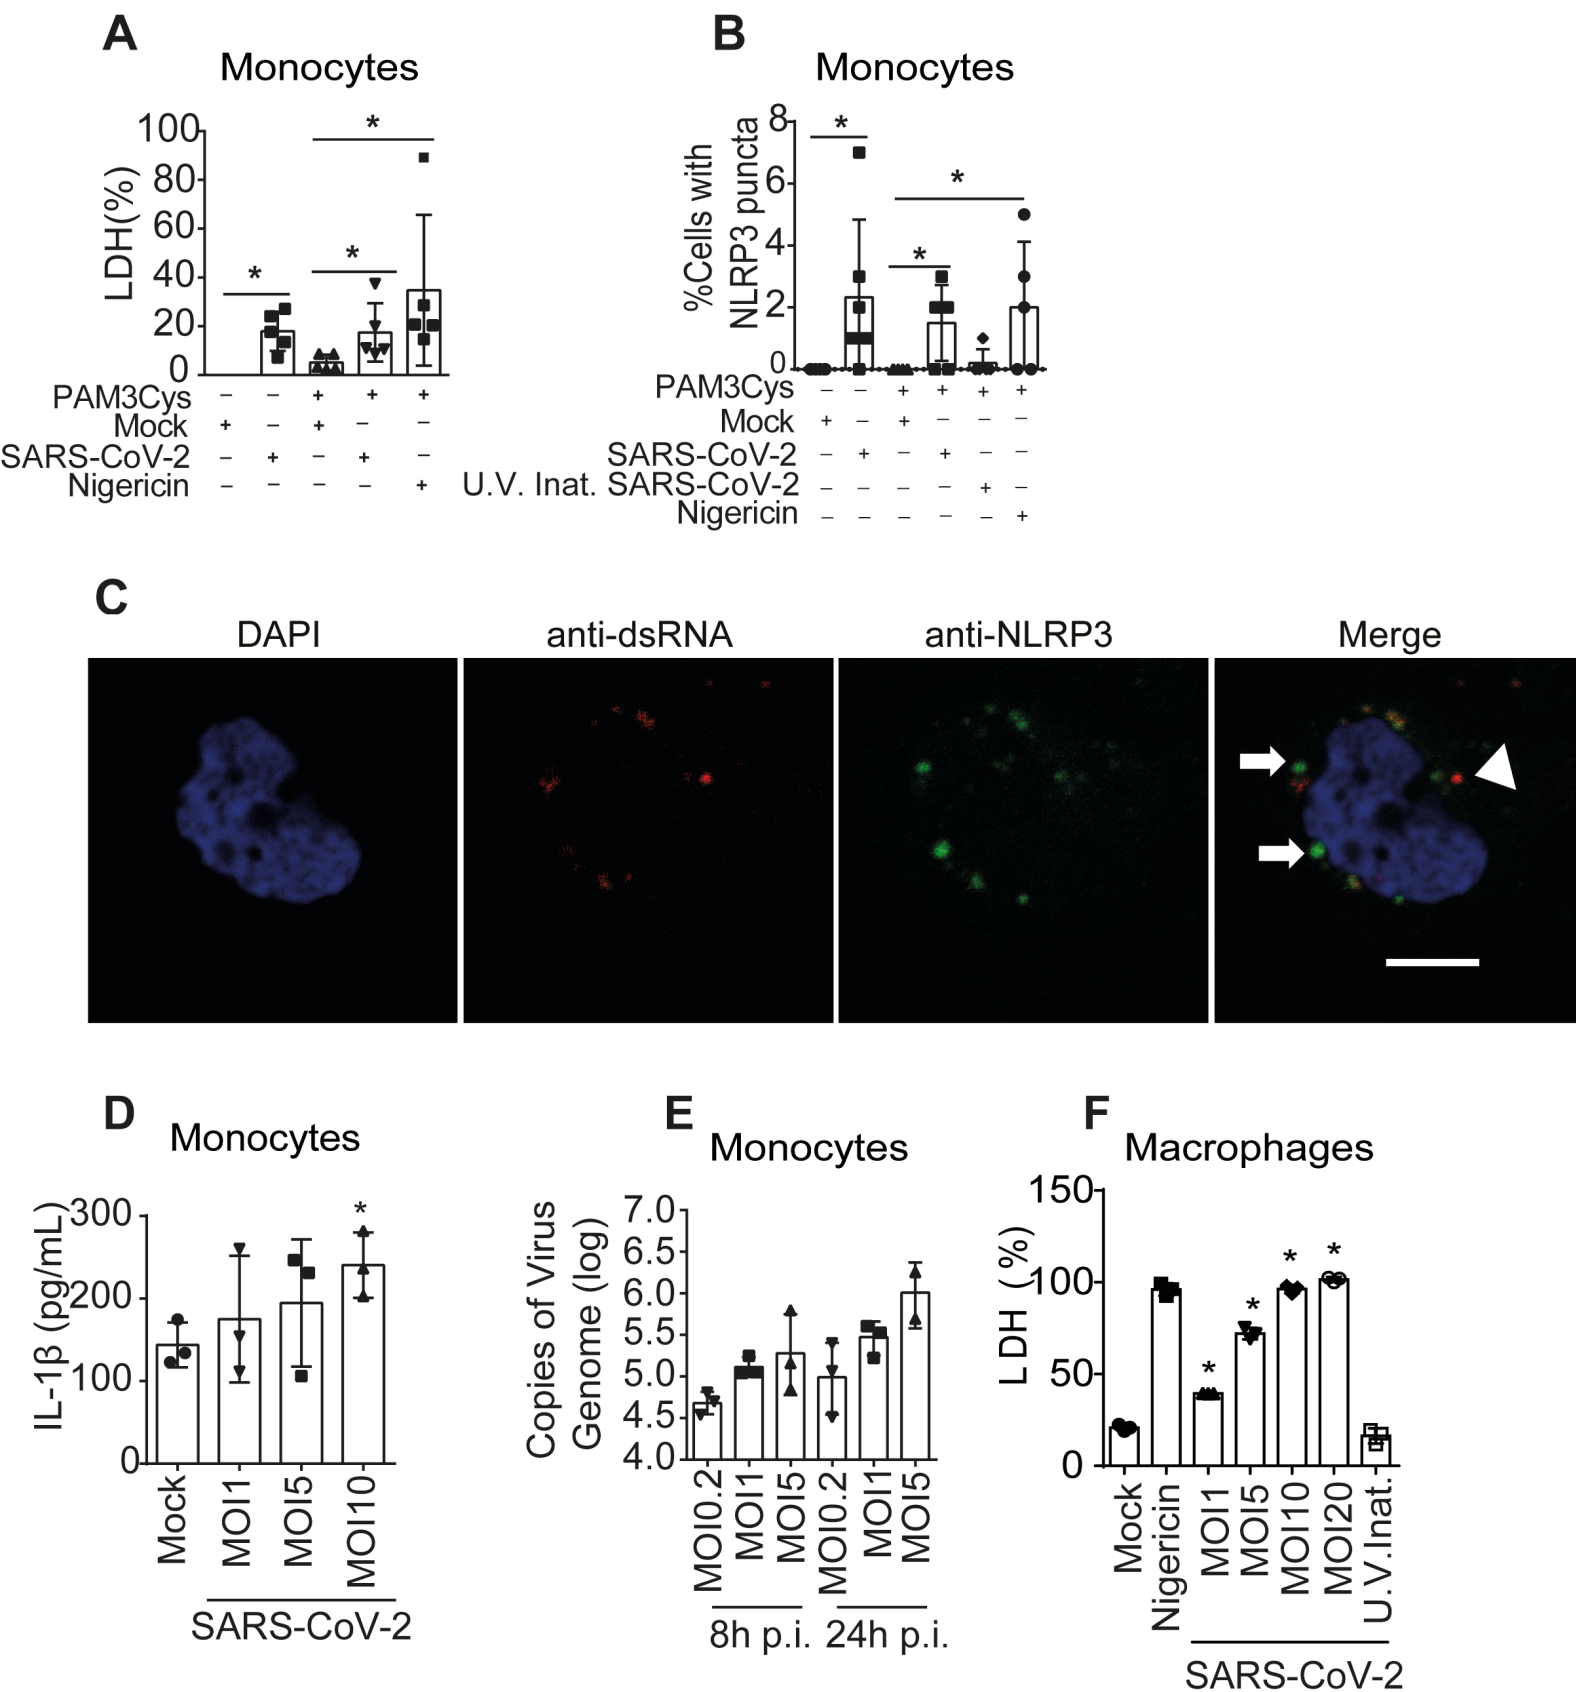 A
Monocytes
LDH(%)
100
80
60
40
20
0
*
*
*
PAM3Cys – – + + +
Mock + – + – –
SARS-CoV-2 – + – + –
Nigericin – – – – +
B
Monocytes
%Cells with
NLRP3 puncta
8
6
4
2
0
*
*
*
PAM3Cys – – + + + +
Mock + – + – – –
SARS-CoV-2 – + – + – –
U.V. Inat. SARS-CoV-2 – – – – + –
Nigericin – – – – – +
C
DAPI
anti-dsRNA
anti-NLRP3
Merge
D
Monocytes
IL-1β (pg/mL)
300
200
100
0
*
Mock
MOI1
MOI5
MOI10
SARS-CoV-2
E
Monocytes
Copies of Virus
Genome (log)
7.0
6.5
6.0
5.5
5.0
4.5
4.0
MOI0.2
MOI1
MOI5
MOI0.2
MOI1
MOI5
8h p.i.
24h p.i.
F
Macrophages
LDH (%)
150
100
50
0
*
*
*
*
Mock
Nigericin
MOI1
MOI5
MOI10
MOI20
U.V.Inat.
SARS-CoV-2